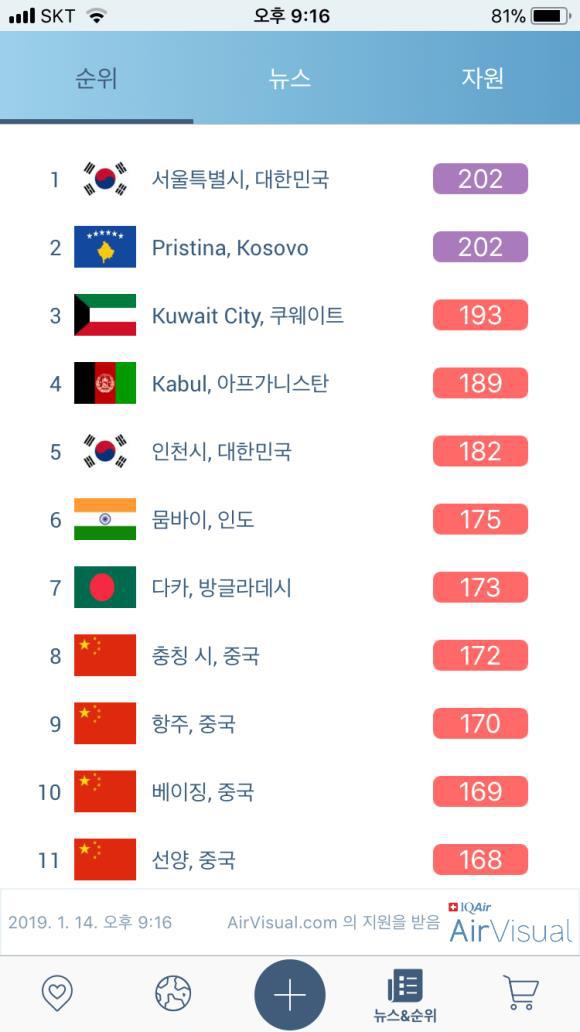 SKT 오후 9:16 81%
순위 뉴스 자원
1 서울특별시, 대한민국 202
2 Pristina, Kosovo 202
3 Kuwait City, 쿠웨이트 193
4 Kabul, 아프가니스탄 189
5 인천시, 대한민국 182
6 뭄바이, 인도 175
7 다카, 방글라데시 173
8 충칭 시, 중국 172
9 항주, 중국 170
10 베이징, 중국 169
11 선양, 중국 168
2019. 1. 14. 오후 9:16 AirVisual.com 의 지원을 받음 IQAir
AirVisual
뉴스&순위